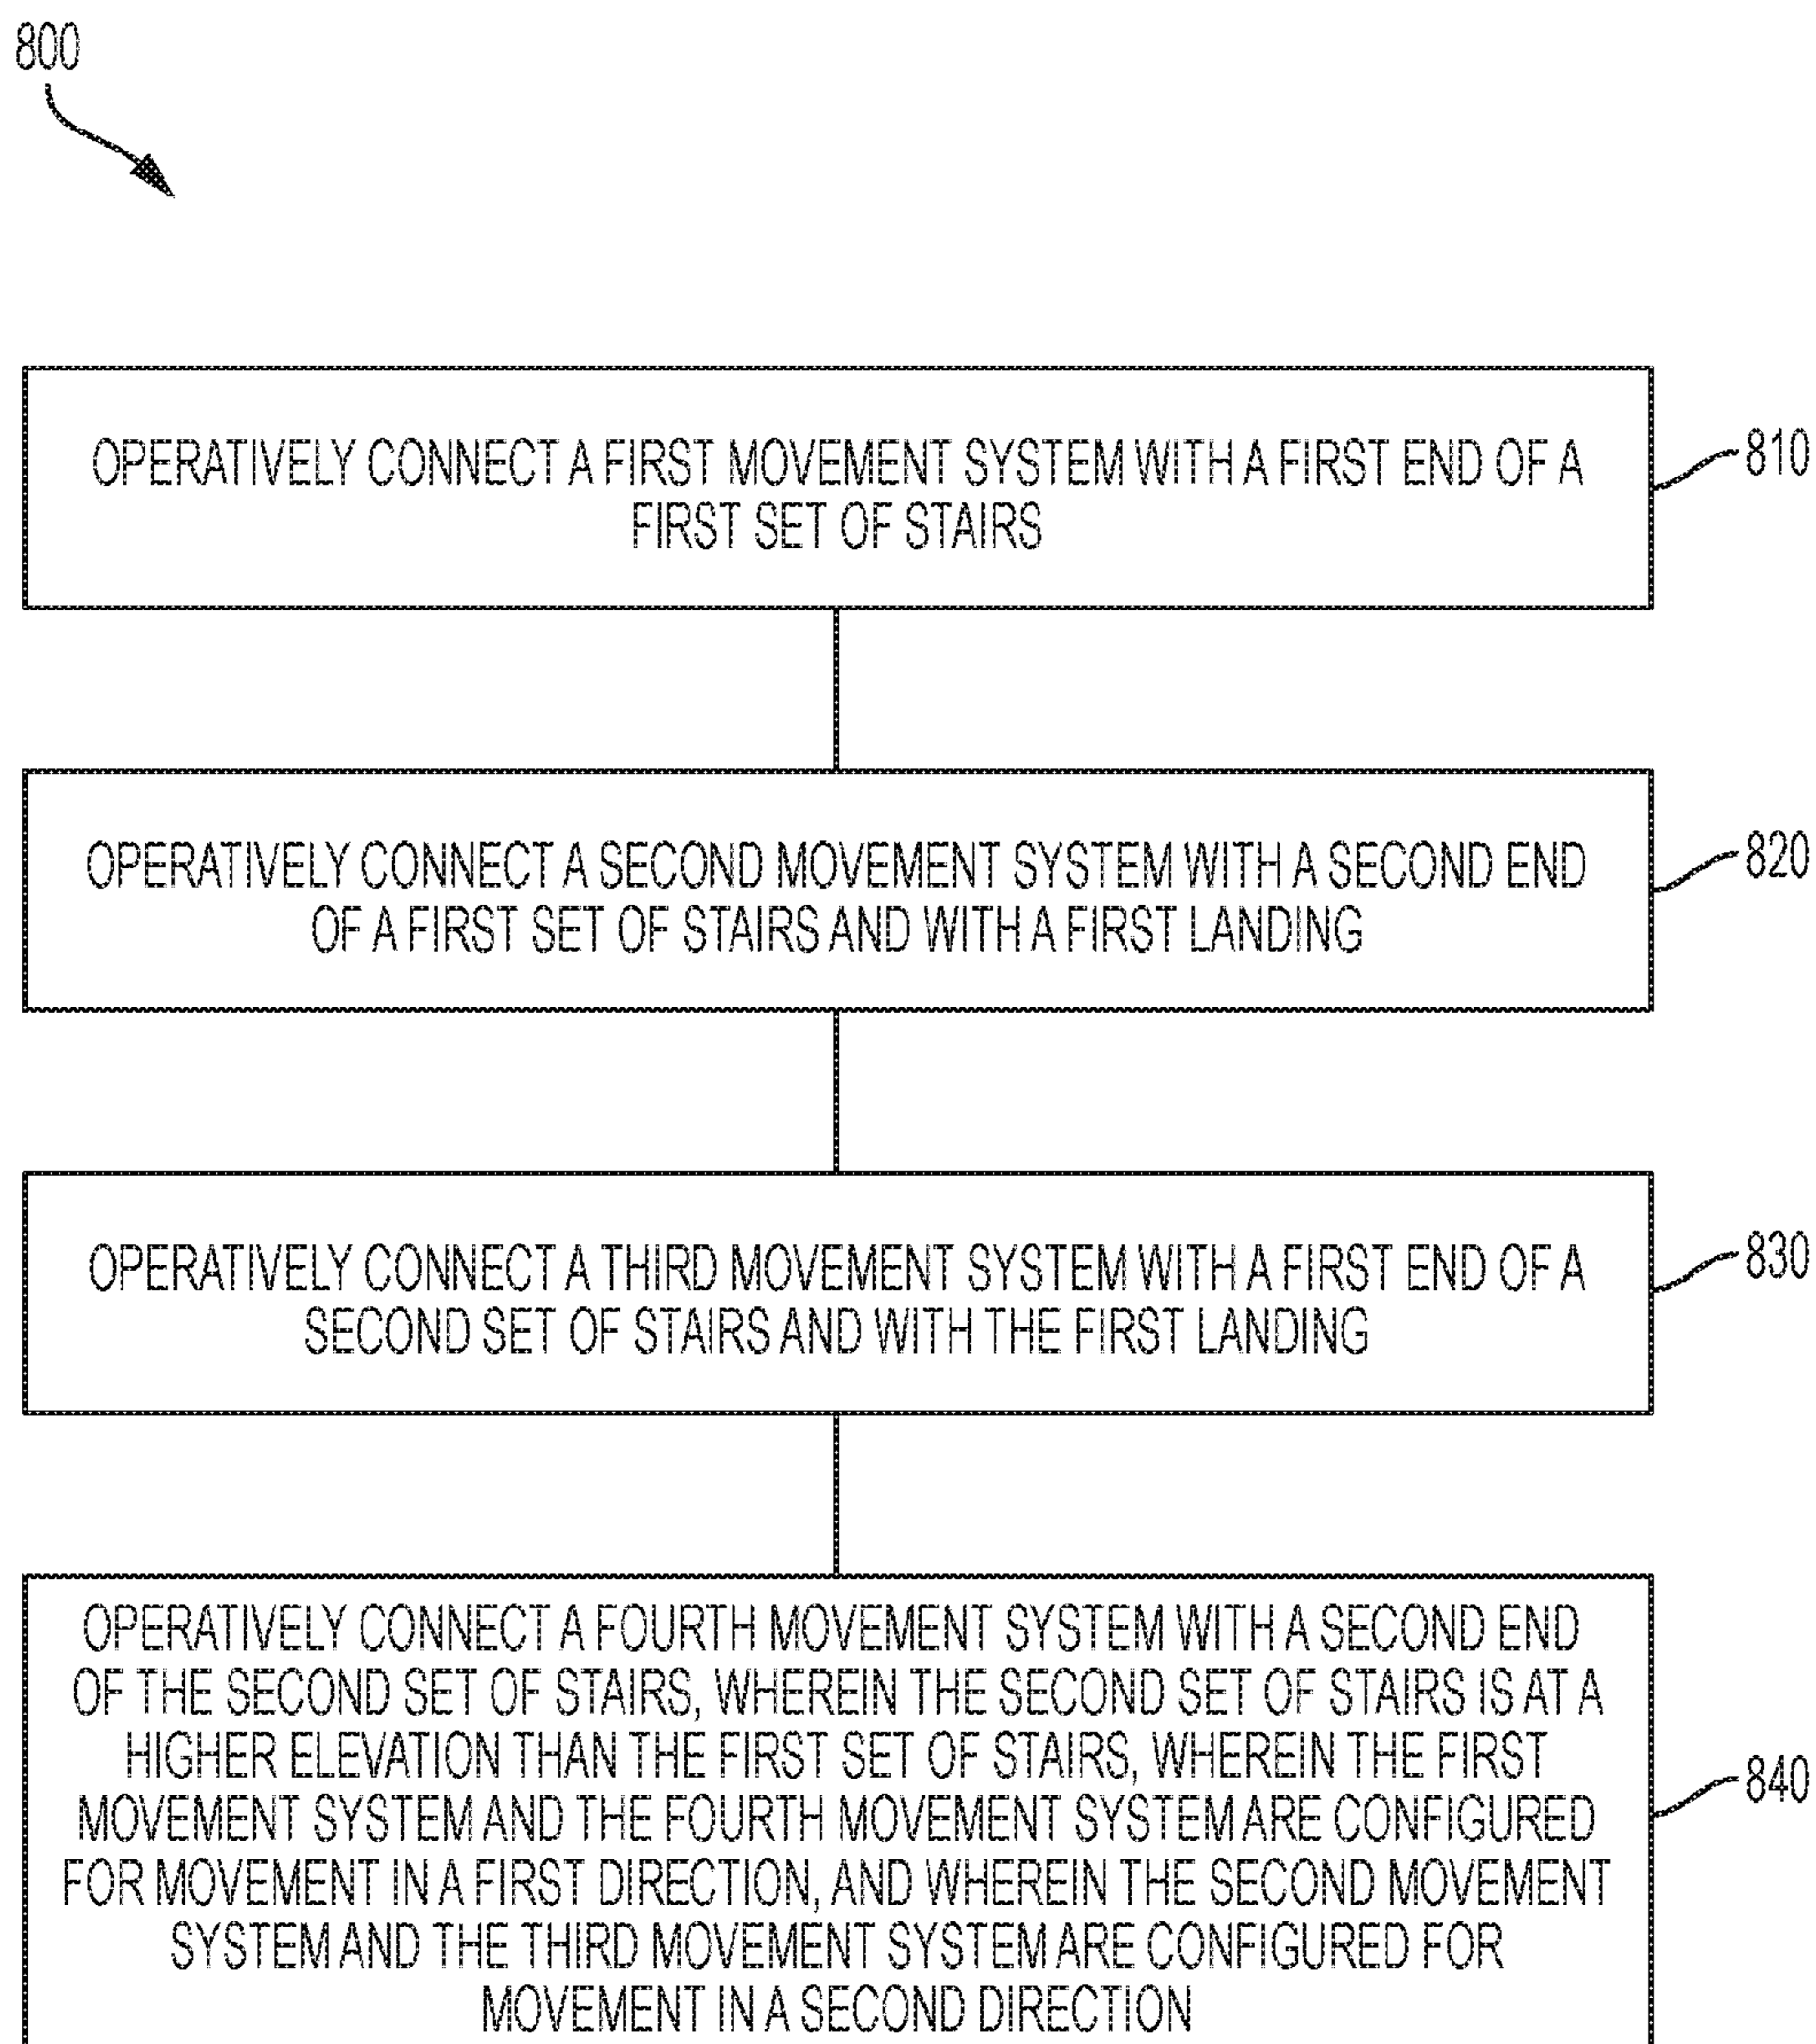 800
OPERATIVELY CONNECT A FIRST MOVEMENT SYSTEM WITH A FIRST END OF A
FIRST SET OF STAIRS
810
OPERATIVELY CONNECT A SECOND MOVEMENT SYSTEM WITH A SECOND END
OF A FIRST SET OF STAIRS AND WITH A FIRST LANDING
820
OPERATIVELY CONNECT A THIRD MOVEMENT SYSTEM WITH A FIRST END OF A
SECOND SET OF STAIRS AND WITH THE FIRST LANDING
830
OPERATIVELY CONNECT A FOURTH MOVEMENT SYSTEM WITH A SECOND END
OF THE SECOND SET OF STAIRS, WHEREIN THE SECOND SET OF STAIRS IS AT A
HIGHER ELEVATION THAN THE FIRST SET OF STAIRS, WHEREIN THE FIRST
MOVEMENT SYSTEM AND THE FOURTH MOVEMENT SYSTEM ARE CONFIGURED
FOR MOVEMENT IN A FIRST DIRECTION, AND WHEREIN THE SECOND MOVEMENT
SYSTEM AND THE THIRD MOVEMENT SYSTEM ARE CONFIGURED FOR
MOVEMENT IN A SECOND DIRECTION
840